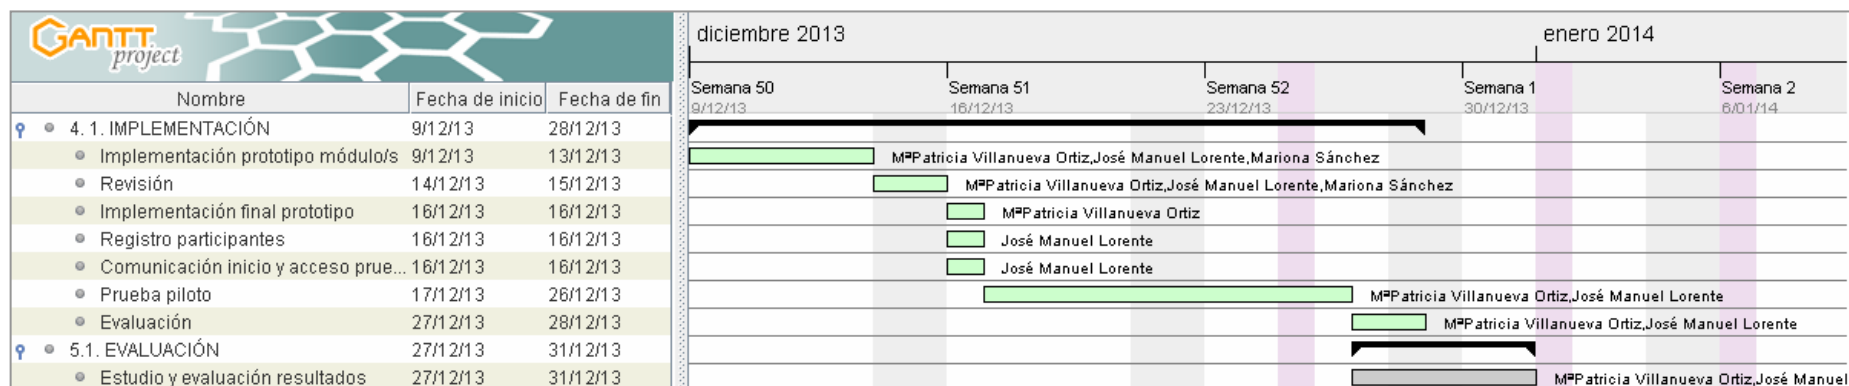 GANTT project
diciembre 2013 enero 2014
Nombre Fecha de inicio Fecha de fin Semana 50 Semana 51 Semana 52 Semana 1 Semana 2
9/12/13 16/12/13 23/12/13 30/12/13 6/01/14
4. 1. IMPLEMENTACIÓN 9/12/13 28/12/13
Implementación prototipo módulo/s 9/12/13 13/12/13 MªPatricia Villanueva Ortiz,José Manuel Lorente,Mariona Sánchez
Revisión 14/12/13 15/12/13 MªPatricia Villanueva Ortiz,José Manuel Lorente,Mariona Sánchez
Implementación final prototipo 16/12/13 16/12/13 MªPatricia Villanueva Ortiz
Registro participantes 16/12/13 16/12/13 José Manuel Lorente
Comunicación inicio y acceso prue... 16/12/13 16/12/13 José Manuel Lorente
Prueba piloto 17/12/13 26/12/13 MªPatricia Villanueva Ortiz,José Manuel Lorente
Evaluación 27/12/13 28/12/13 MªPatricia Villanueva Ortiz,José Manuel Lorente
5.1. EVALUACIÓN 27/12/13 31/12/13
Estudio y evaluación resultados 27/12/13 31/12/13 MªPatricia Villanueva Ortiz,José Manuel